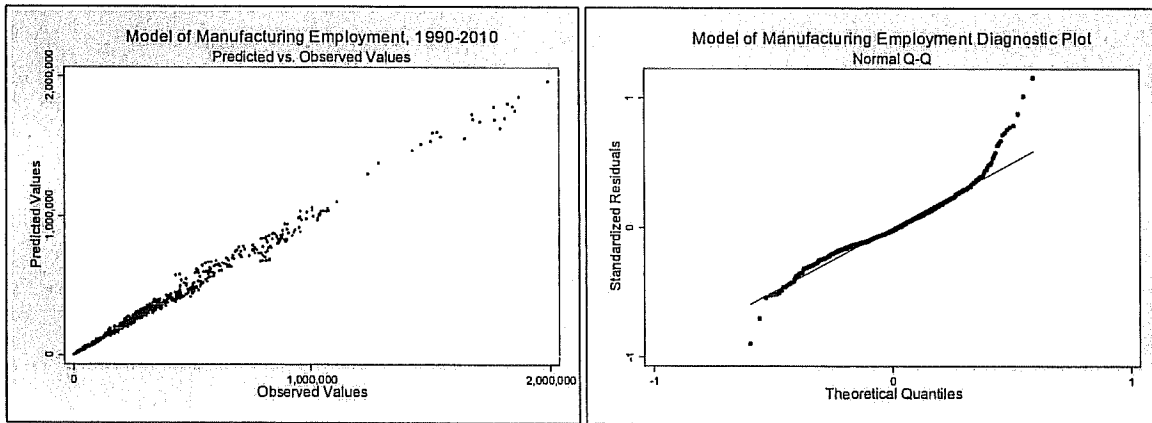 Model of Manufacturing Employment, 1990-2010
Predicted vs. Observed Values
Predicted Values
2,000,000
1,000,000
0
0
1,000,000
2,000,000
Observed Values
Model of Manufacturing Employment Diagnostic Plot
Normal Q-Q
Standardized Residuals
1
0
-1
-1
0
1
Theoretical Quantiles